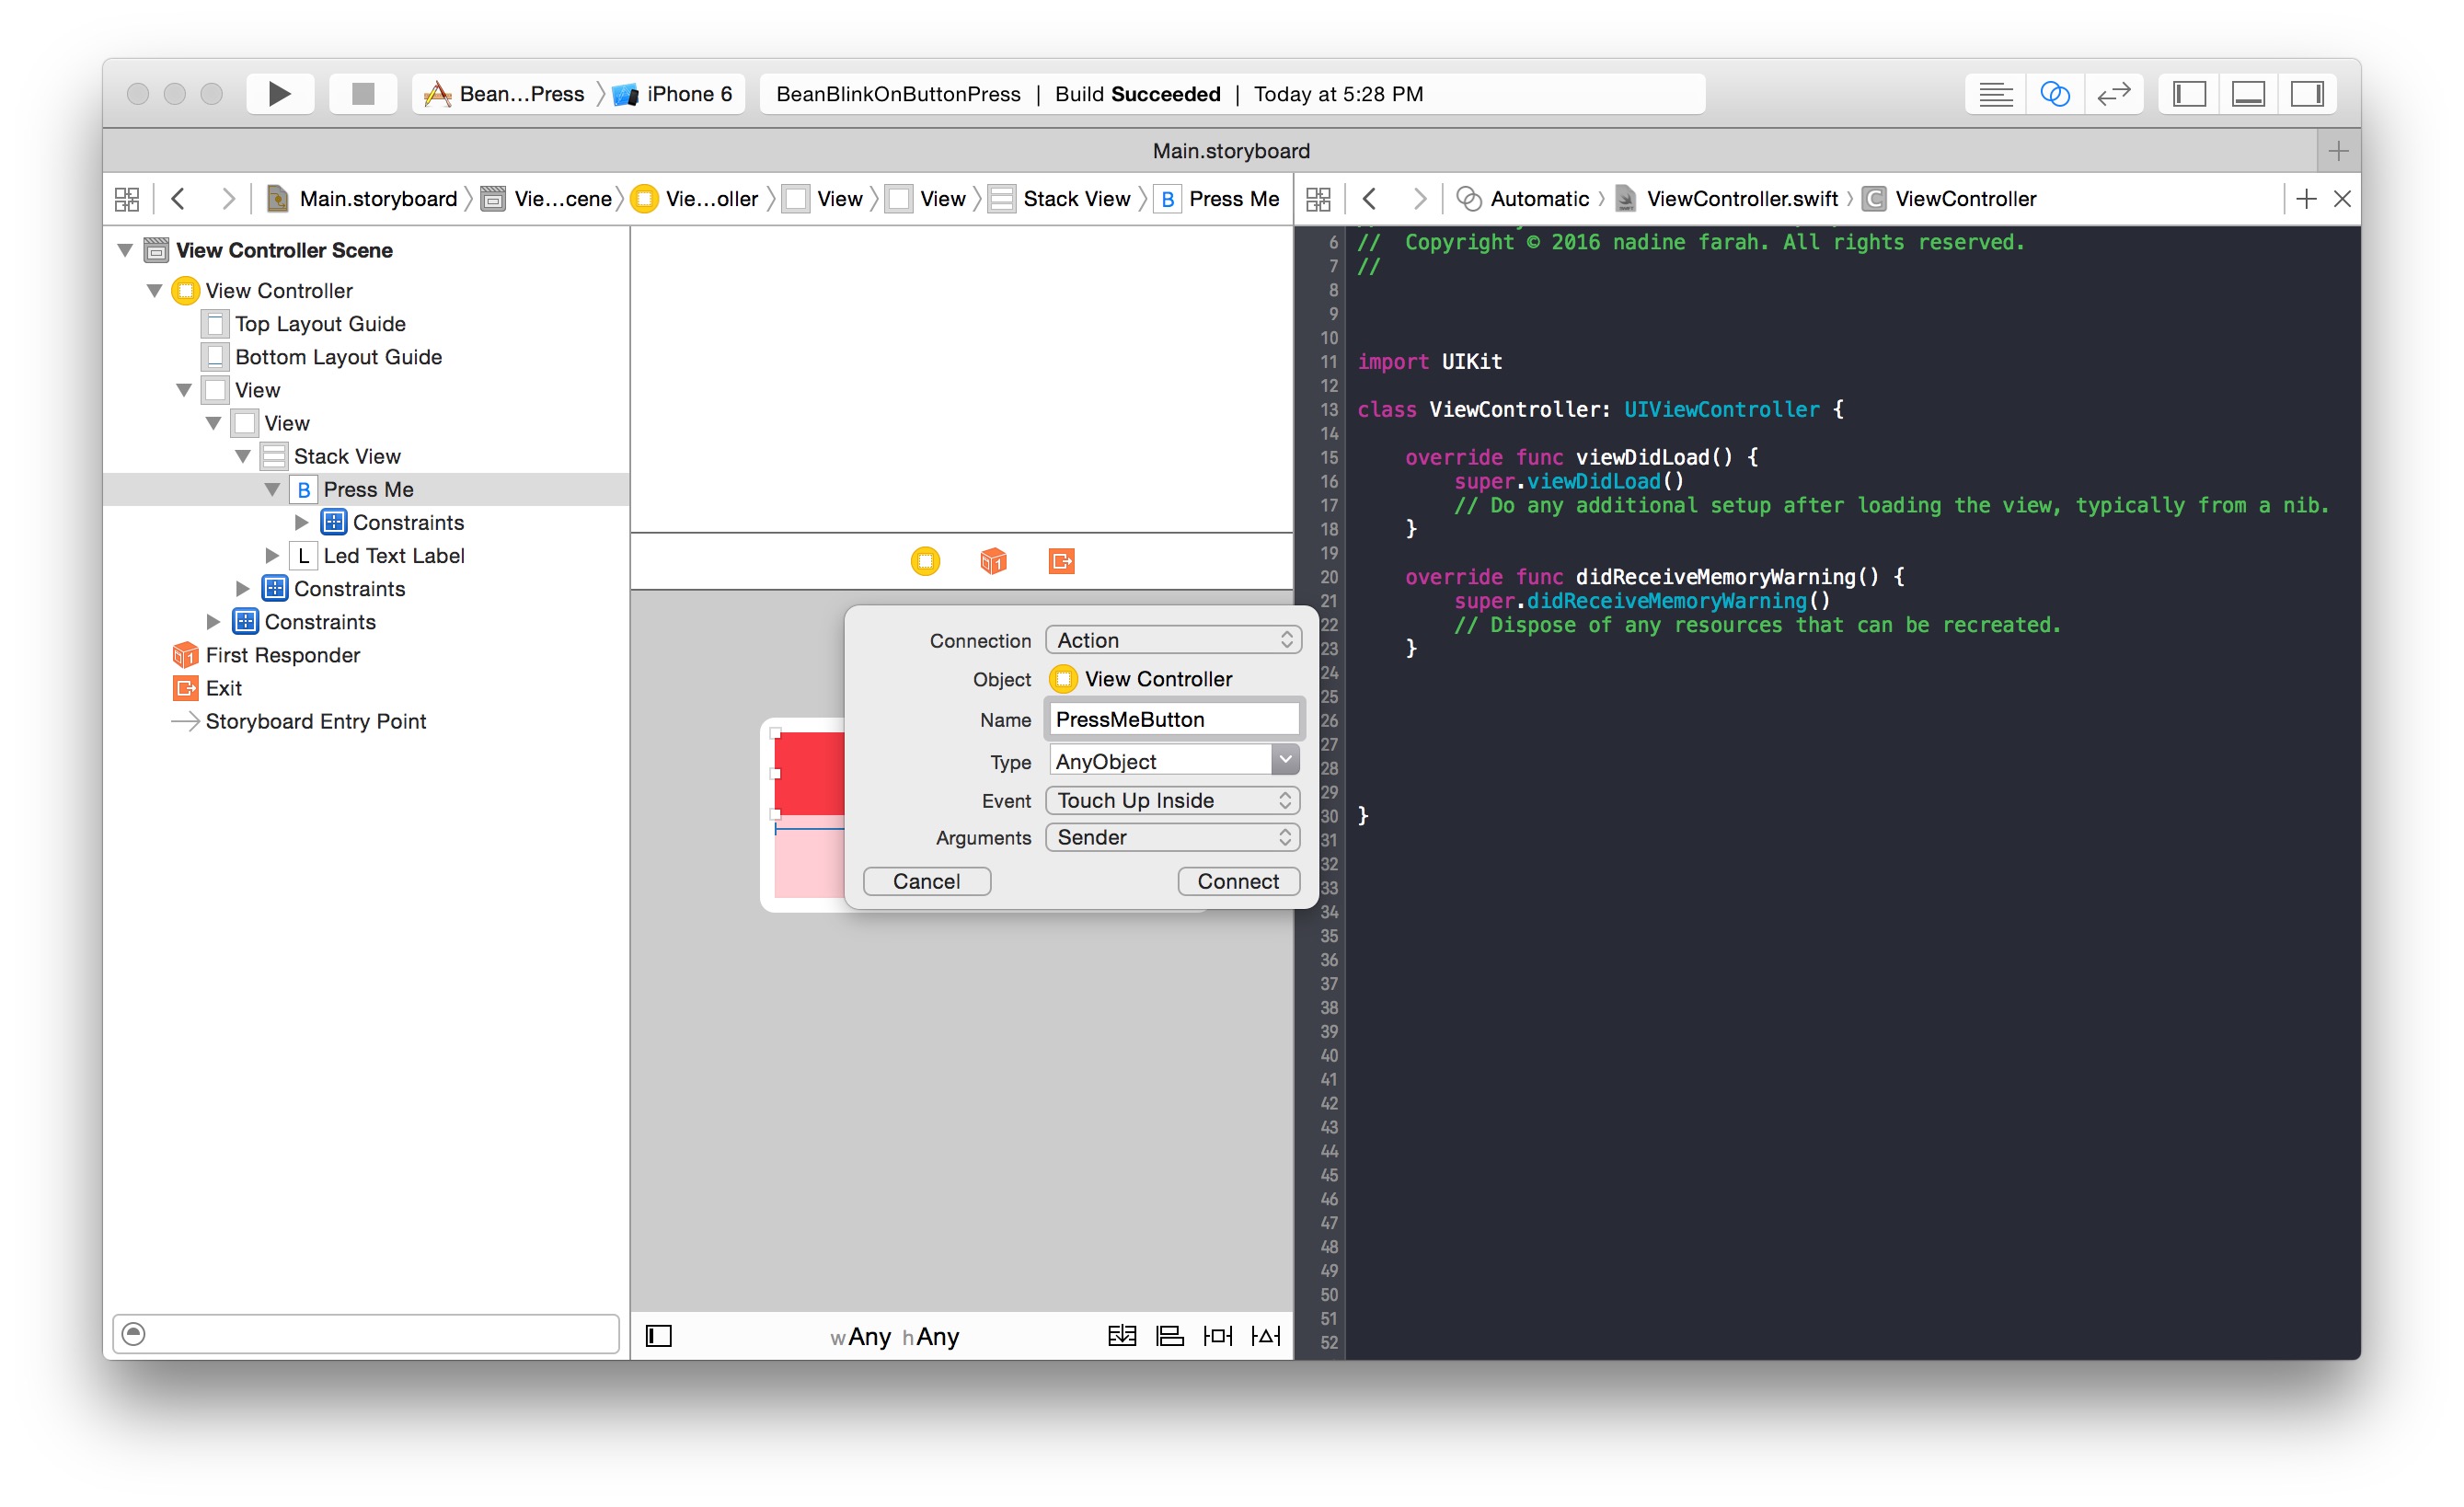 Bean...Press
iPhone 6
BeanBlinkOnButtonPress | Build Succeeded | Today at 5:28 PM
Main.storyboard
Main.storyboard
Vie...cene
Vie...oller
View
View
Stack View
B
Press Me
Automatic
ViewController.swift
C
ViewController
View Controller Scene
View Controller
Top Layout Guide
Bottom Layout Guide
View
View
Stack View
B Press Me
Constraints
L Led Text Label
Constraints
Constraints
First Responder
Exit
Storyboard Entry Point
Connection Action
Object View Controller
Name PressMeButton
Type AnyObject
Event Touch Up Inside
Arguments Sender
Cancel Connect
wAny hAny
6 // Copyright © 2016 nadine farah. All rights reserved.
7 //
8
9
10
11 import UIKit
12
13 class ViewController: UIViewController {
14
15 override func viewDidLoad() {
16 super.viewDidLoad()
17 // Do any additional setup after loading the view, typically from a nib.
18 }
19
20 override func didReceiveMemoryWarning() {
21 super.didReceiveMemoryWarning()
22 // Dispose of any resources that can be recreated.
23 }
24
25
26
27
28
29
30 }
31
32
33
34
35
36
37
38
39
40
41
42
43
44
45
46
47
48
49
50
51
52